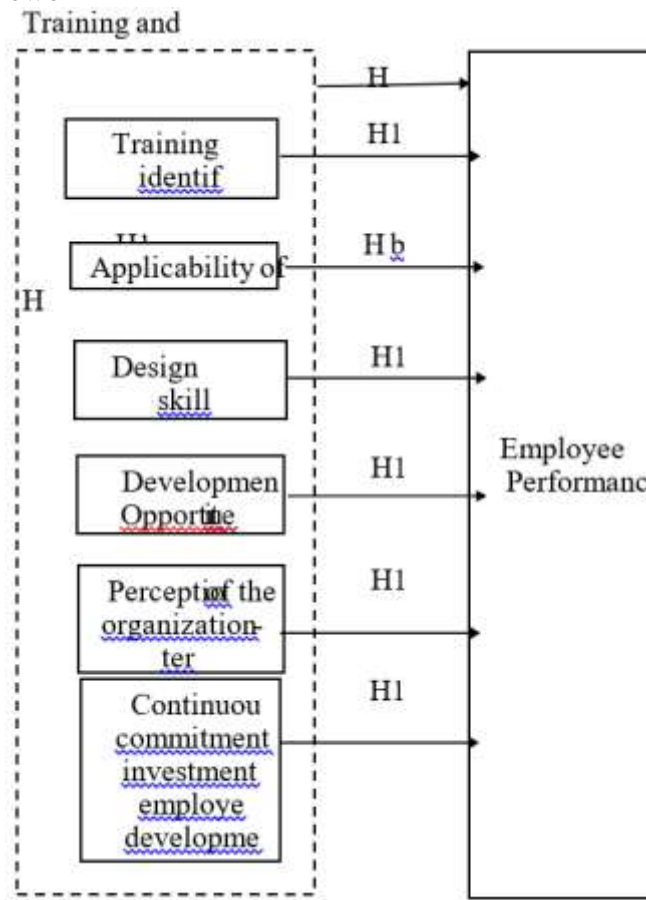 Training and
H
Training
identif
H1
Applicability of
H b
H
Design
skill
H1
Developmen
H1
Employee
Performanc
of the
organization-
ter
H1
Continuou
commitment
investment
employe
developme
H1